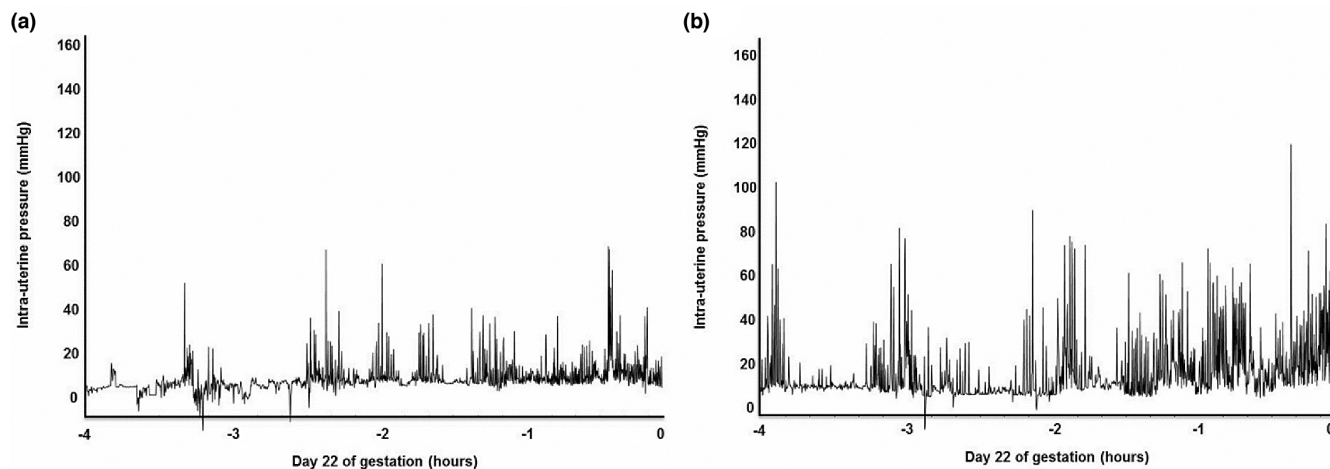 (a)
160
140
120
100
80
60
40
20
0
Intra-uterine pressure (mmHg)
-4 -3 -2 -1 0
Day 22 of gestation (hours)
(b)
160
140
120
100
80
60
40
20
0
Intra-uterine pressure (mmHg)
-4 -3 -2 -1 0
Day 22 of gestation (hours)